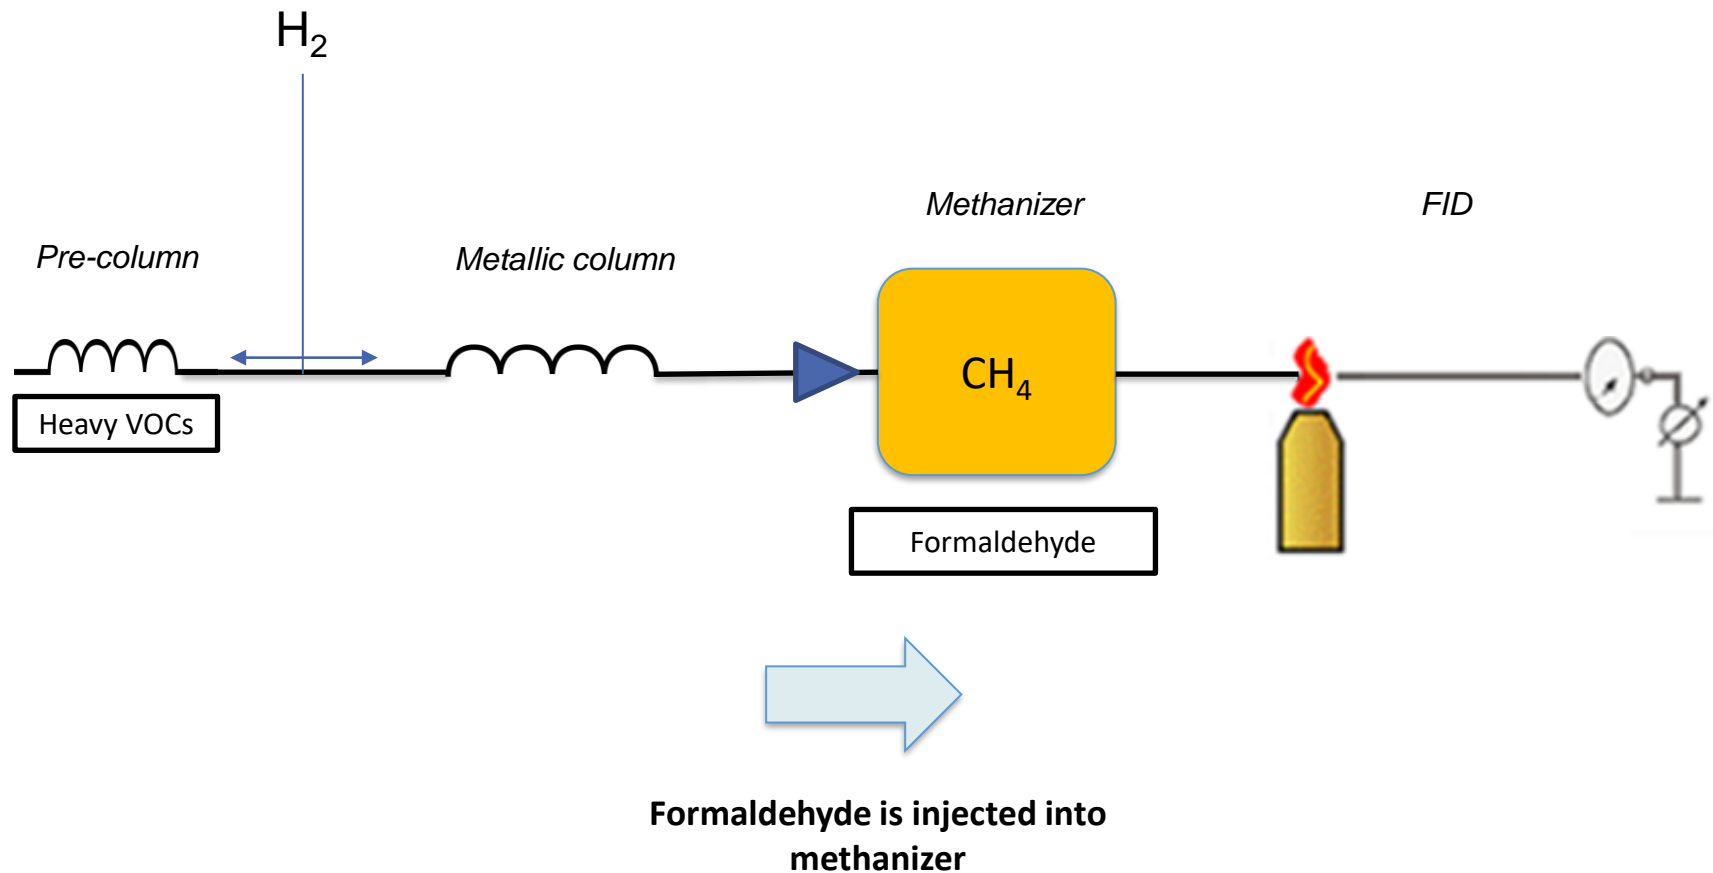 H₂
Methanizer
FID
Pre-column
Metallic column
CH₄
Heavy VOCs
Formaldehyde
Formaldehyde is injected into
methanizer